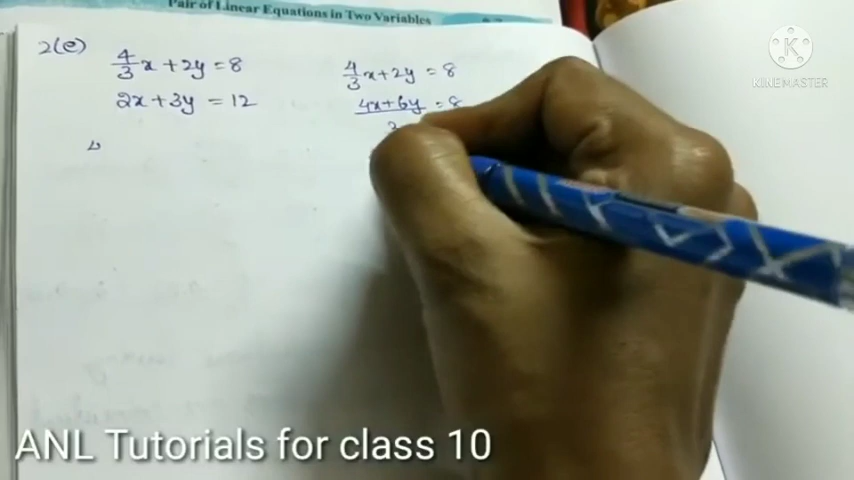 Pair of Linear Equations in Two Variables
2(e)
4/3 x + 2y = 8
2x + 3y = 12
4/3 x + 2y = 8
4x + 6y / 3 = 8
KINEMASTER
ANL Tutorials for class 10